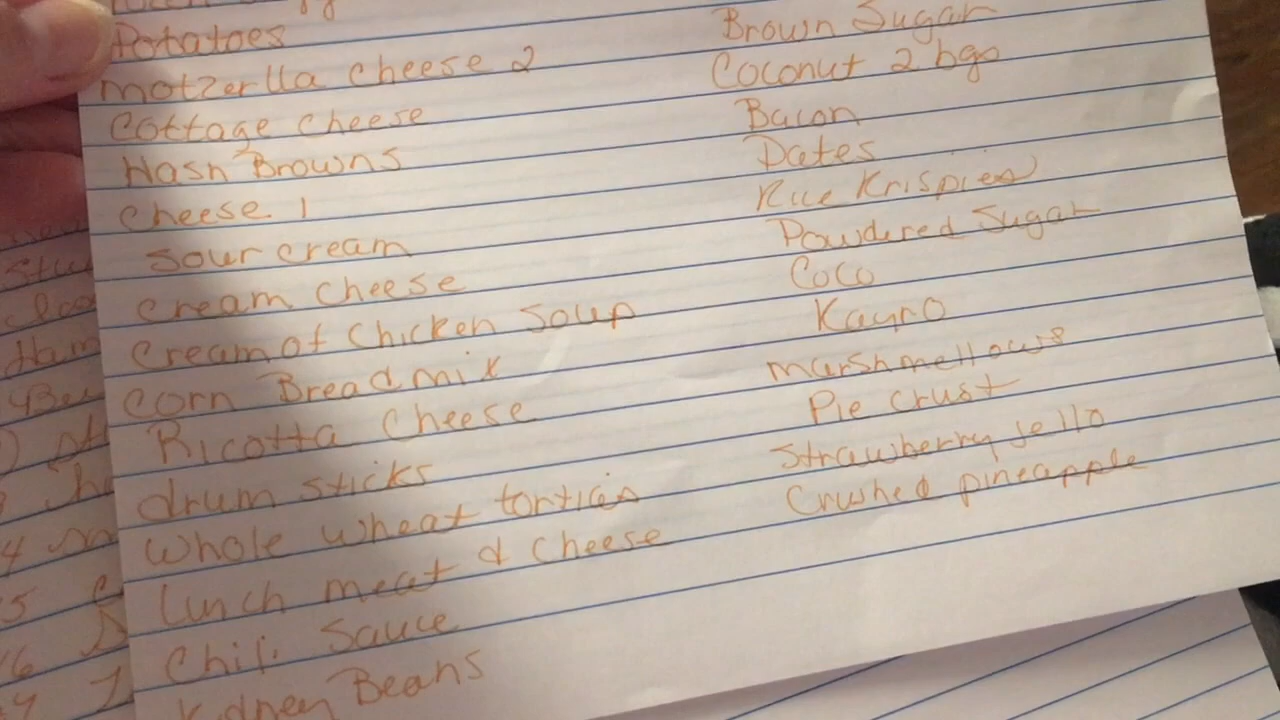 Potatoes
Motzerlla Cheese 2
Cottage Cheese
Hash Browns
Cheese 1
Sour cream
Cream Cheese
Cream of Chicken Soup
Corn Bread mix
Ricotta Cheese
drum sticks
Whole wheat
Lunch meat & Cheese
Chili Sauce
Kidney Beans
Brown Sugar
Coconut 2 bgs
Bacon
Dates
Rice Krispies
Powdered Sugar
Coco
Kayro
Marshmellows
Pie Crust
Strawberry Jello
Crushed pineapple